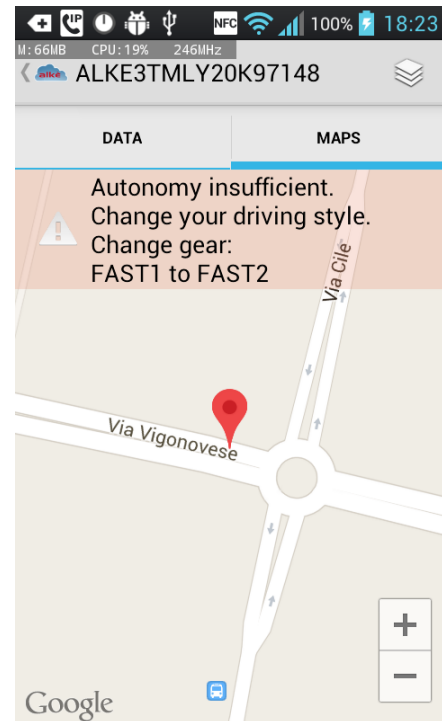 NFC 100% 18:23
M:66MB CPU:19% 246MHz
alke ALKE3TMLY20K97148
DATA MAPS
Autonomy insufficient.
Change your driving style.
Change gear:
FAST1 to FAST2
Via Cile
Via Vigonovese
+
−
Google